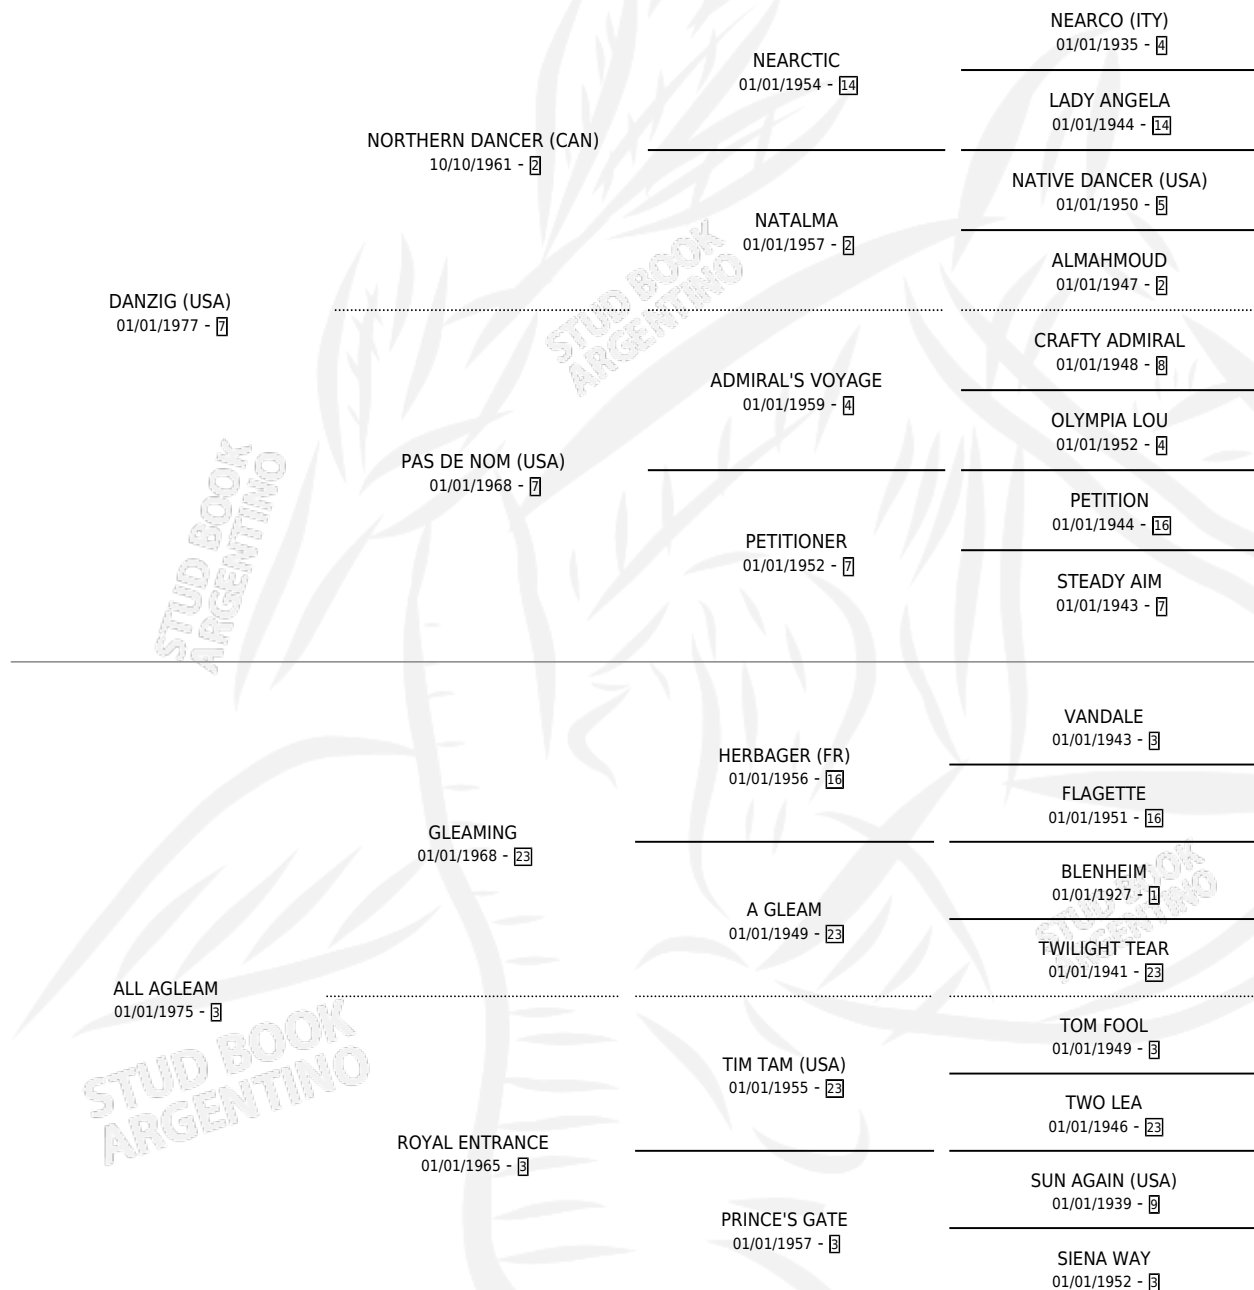 NEARCO (ITY)
01/01/1935 - 4
NEARCTIC
01/01/1954 - 14
LADY ANGELA
01/01/1944 - 14
NORTHERN DANCER (CAN)
10/10/1961 - 2
NATIVE DANCER (USA)
01/01/1950 - 5
NATALMA
01/01/1957 - 2
ALMAHMOUD
01/01/1947 - 2
DANZIG (USA)
01/01/1977 - 7
CRAFTY ADMIRAL
01/01/1948 - 8
ADMIRAL'S VOYAGE
01/01/1959 - 4
OLYMPIA LOU
01/01/1952 - 4
PAS DE NOM (USA)
01/01/1968 - 7
PETITION
01/01/1944 - 16
PETITIONER
01/01/1952 - 7
STEADY AIM
01/01/1943 - 7
STUD BOOK
ARGENTINO
STUD BOOK
ARGENTINO
VANDALE
01/01/1943 - 3
HERBAGER (FR)
01/01/1956 - 16
FLAGETTE
01/01/1951 - 16
GLEAMING
01/01/1968 - 23
BLENHEIM
01/01/1927 - 1
A GLEAM
01/01/1949 - 23
TWILIGHT TEAR
01/01/1941 - 23
ALL AGLEAM
01/01/1975 - 3
TOM FOOL
01/01/1949 - 3
TIM TAM (USA)
01/01/1955 - 23
TWO LEA
01/01/1946 - 23
ROYAL ENTRANCE
01/01/1965 - 3
SUN AGAIN (USA)
01/01/1939 - 9
PRINCE'S GATE
01/01/1957 - 3
SIENA WAY
01/01/1952 - 3
STUD BOOK
ARGENTINO
STUD BOOK
ARGENTINO